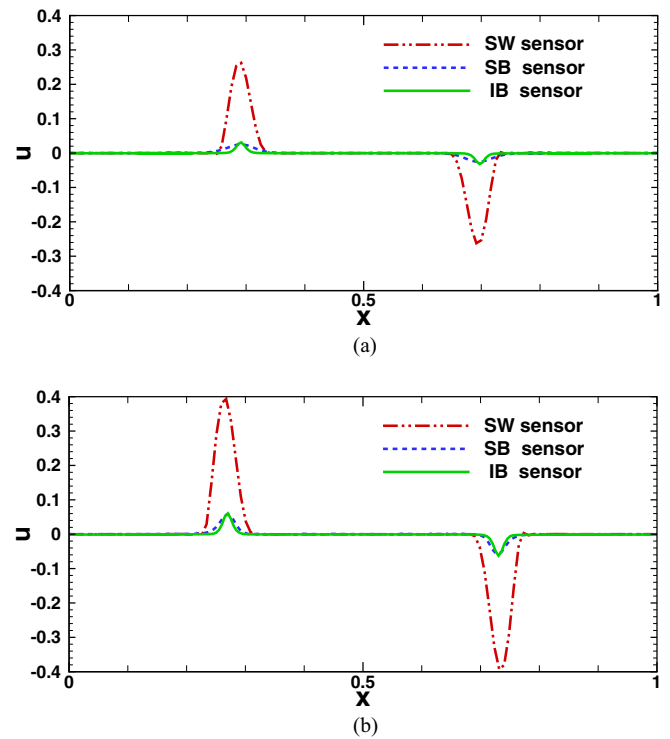 0.4
0.3
0.2
0.1
0
-0.1
-0.2
-0.3
-0.4
u
SW sensor
SB sensor
IB sensor
0 0.5 1
x
(a)
0.4
0.3
0.2
0.1
0
-0.1
-0.2
-0.3
-0.4
u
SW sensor
SB sensor
IB sensor
0 0.5 1
x
(b)